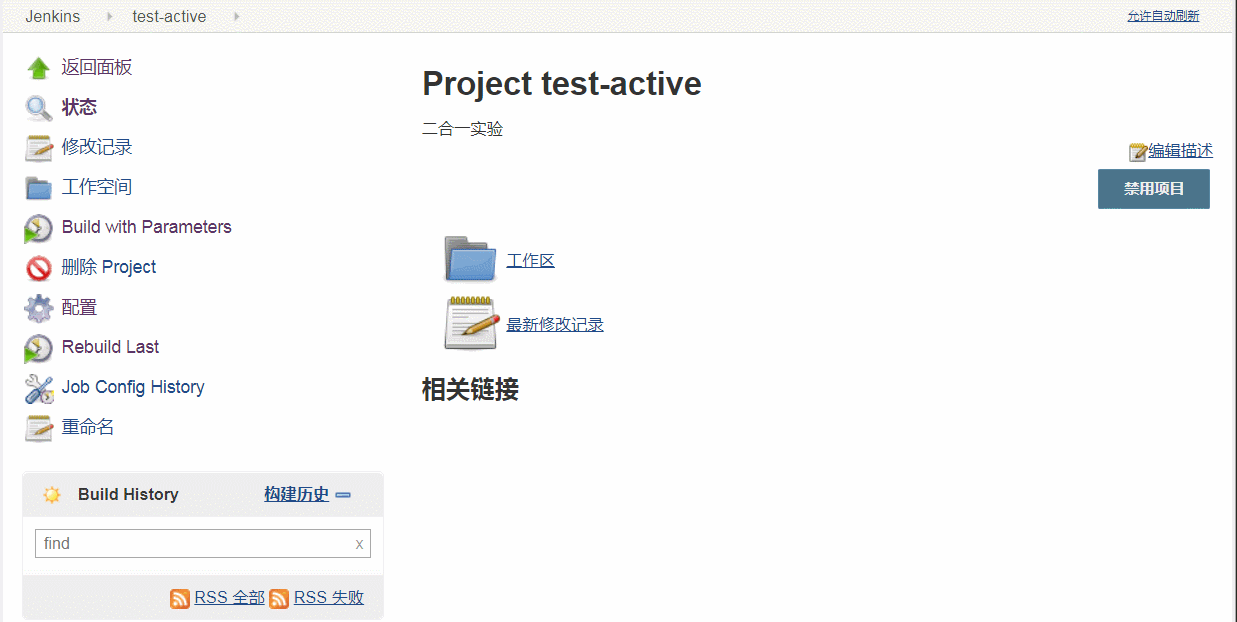 Jenkins test-active 允许自动刷新
返回面板
状态
修改记录
工作空间
Build with Parameters
删除 Project
配置
Rebuild Last
Job Config History
重命名
Build History 构建历史
find x
RSS 全部 RSS 失败
Project test-active
二合一实验
编辑描述
禁用项目
工作区
最新修改记录
相关链接